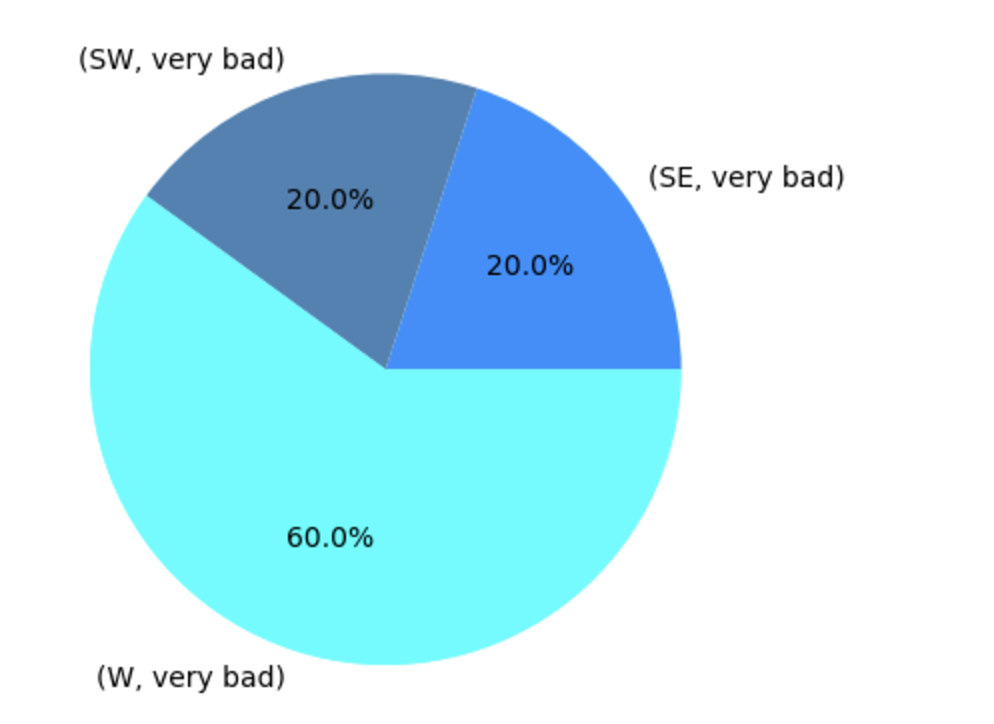 (SW, very bad)
(SE, very bad)
20.0%
20.0%
60.0%
(W, very bad)